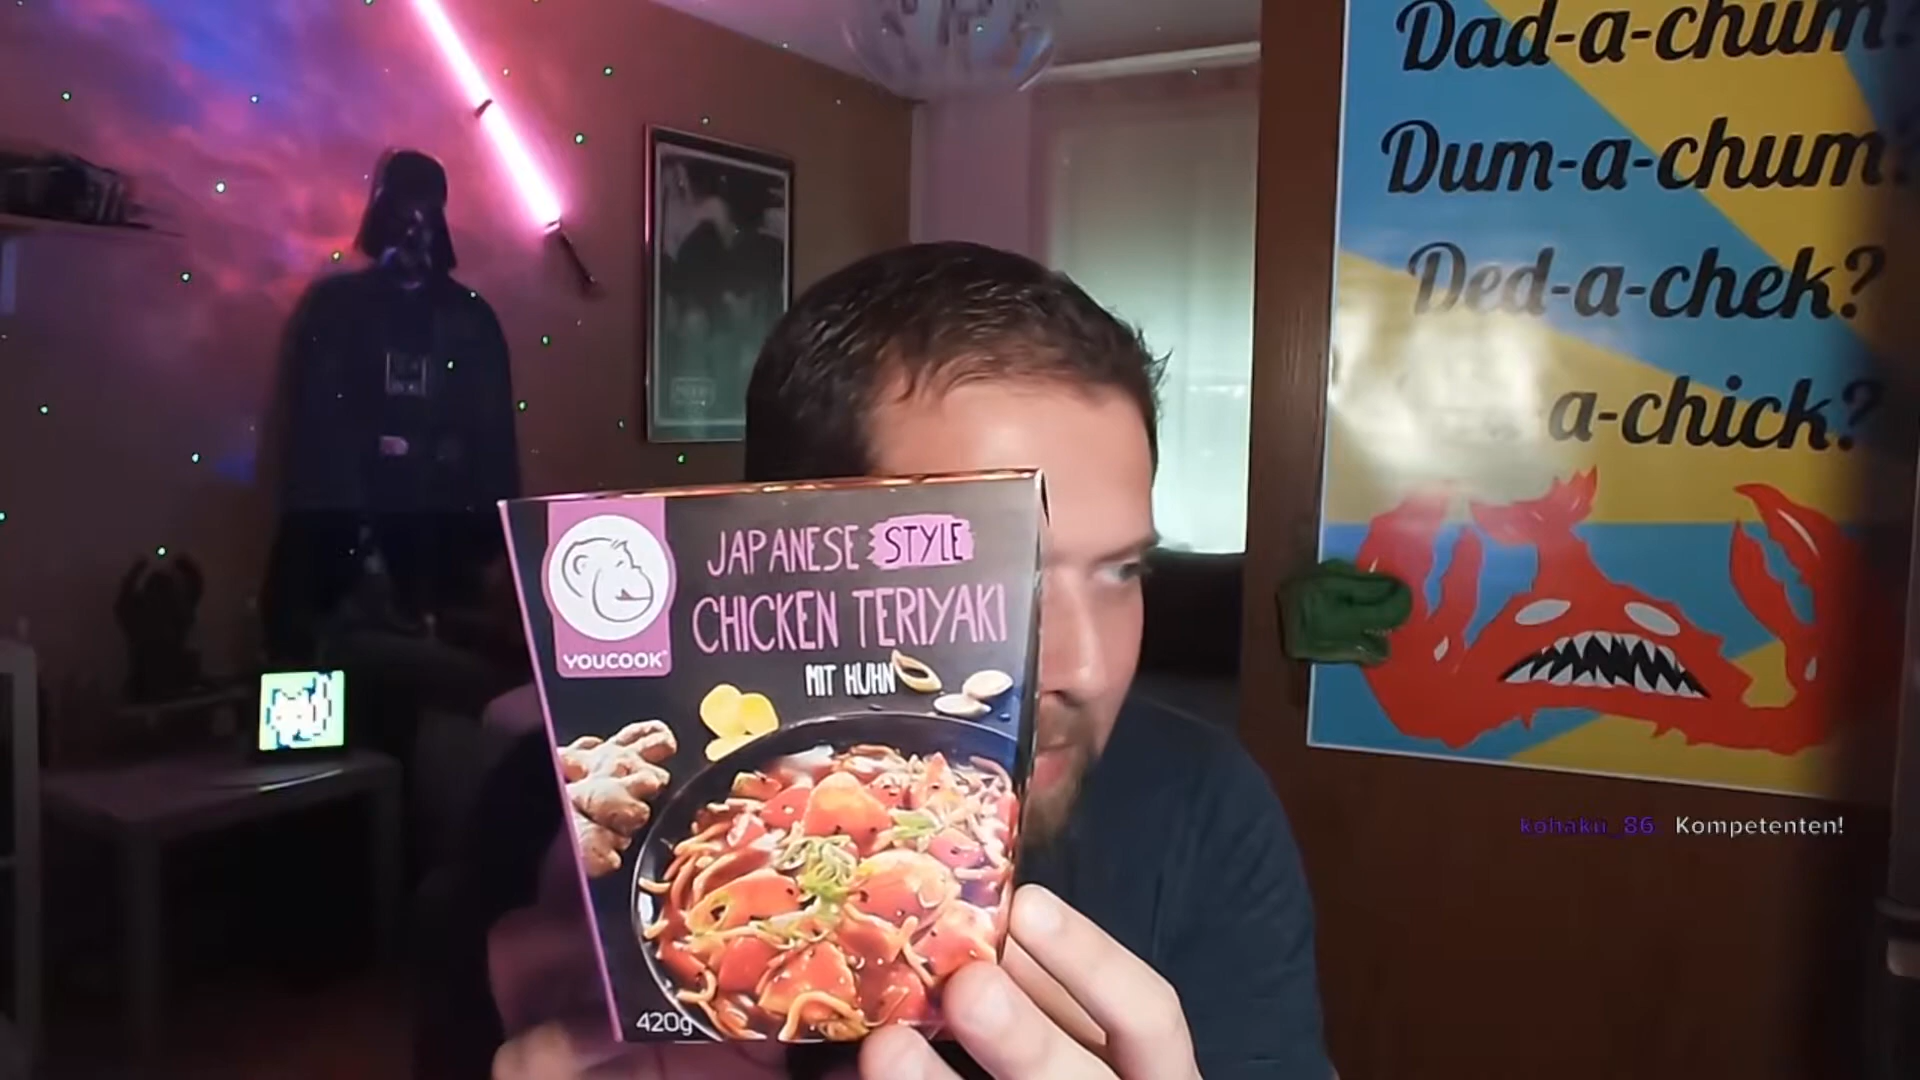 Dad-a-chum?
Dum-a-chum?
Ded-a-chek?
a-chick?
JAPANESE STYLE
CHICKEN TERIYAKI
MIT HUHN
YOUCOOK
420g
kohaku_86 Kompetenten!